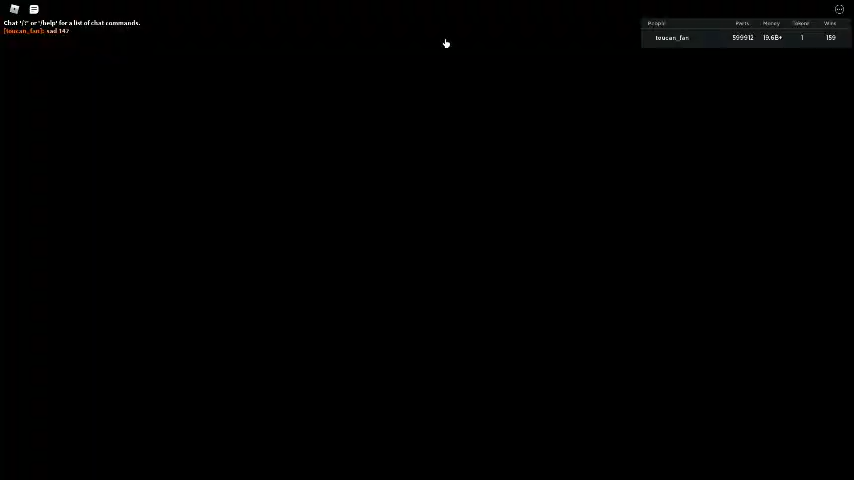 Chat '/?' or '/help' for a list of chat commands.
[toucan_fan]: sad 147
People Parts Money Tokens Wins
toucan_fan 599912 19.6B+ 1 159